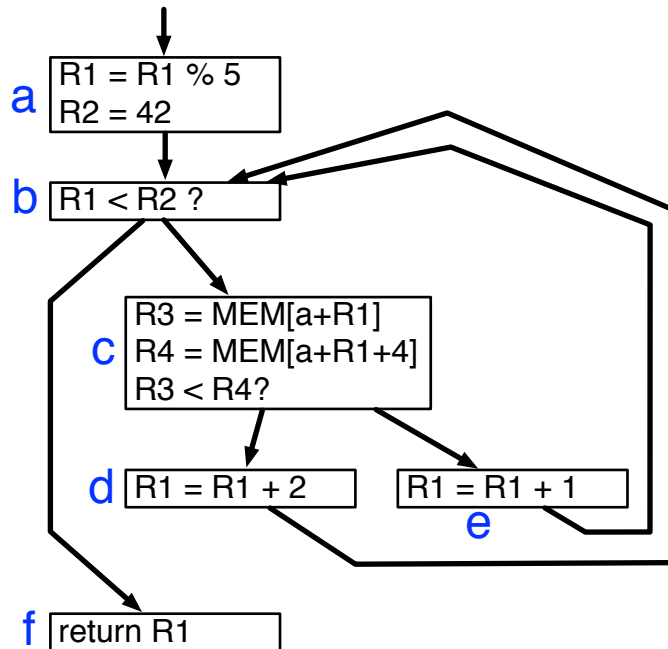 R1 = R1 % 5
a
R2 = 42
b
R1 < R2 ?
R3 = MEM[a+R1]
c
R4 = MEM[a+R1+4]
R3 < R4?
d
R1 = R1 + 2
R1 = R1 + 1
e
f
return R1